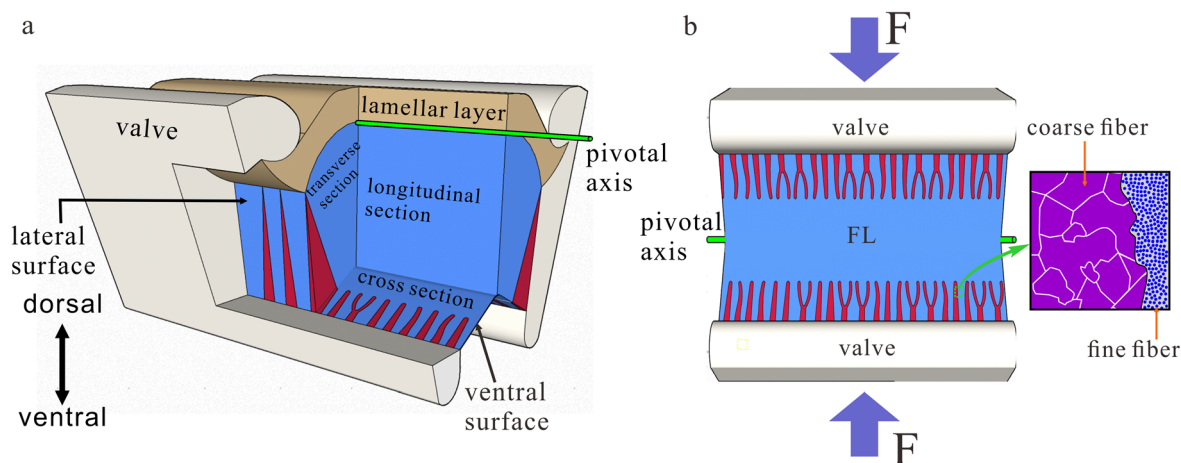 a
valve
lamellar layer
pivotal
axis
transverse
section
longitudinal
section
lateral
surface
cross section
dorsal
ventral
ventral
surface
b
F
valve
coarse fiber
pivotal
axis
FL
valve
fine fiber
F